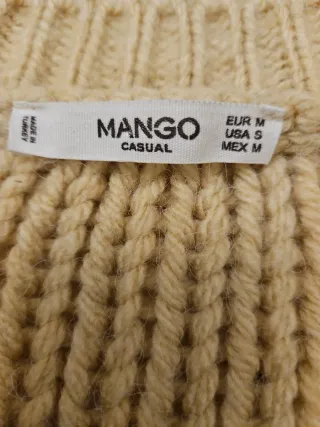 MADE IN
TURKEY
MANGO
CASUAL
EUR M
USA S
MEX M